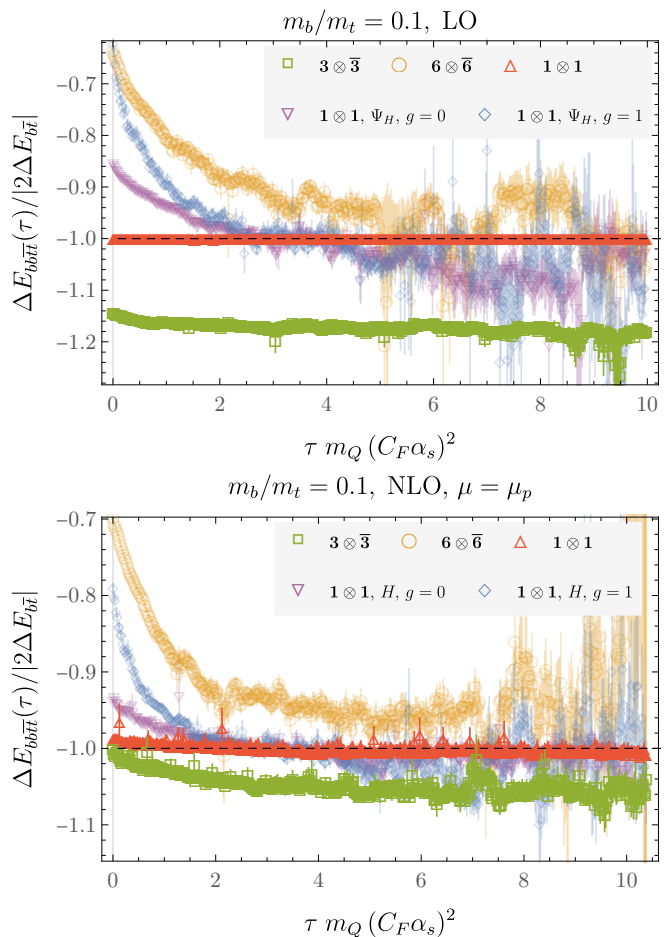 m_b/m_t = 0.1, LO
3 ⊗ 3̅ 6 ⊗ 6̅ 1 ⊗ 1
1 ⊗ 1, Ψ_H, g = 0 1 ⊗ 1, Ψ_H, g = 1
ΔE_{bbt̅t̅}(τ)/|2ΔE_{bt̅}|
-0.7
-0.8
-0.9
-1.0
-1.1
-1.2
0 2 4 6 8 10
τ m_Q (C_F α_s)^2
m_b/m_t = 0.1, NLO, μ = μ_p
3 ⊗ 3̅ 6 ⊗ 6̅ 1 ⊗ 1
1 ⊗ 1, H, g = 0 1 ⊗ 1, H, g = 1
ΔE_{bbt̅t̅}(τ)/|2ΔE_{bt̅}|
-0.7
-0.8
-0.9
-1.0
-1.1
0 2 4 6 8 10
τ m_Q (C_F α_s)^2